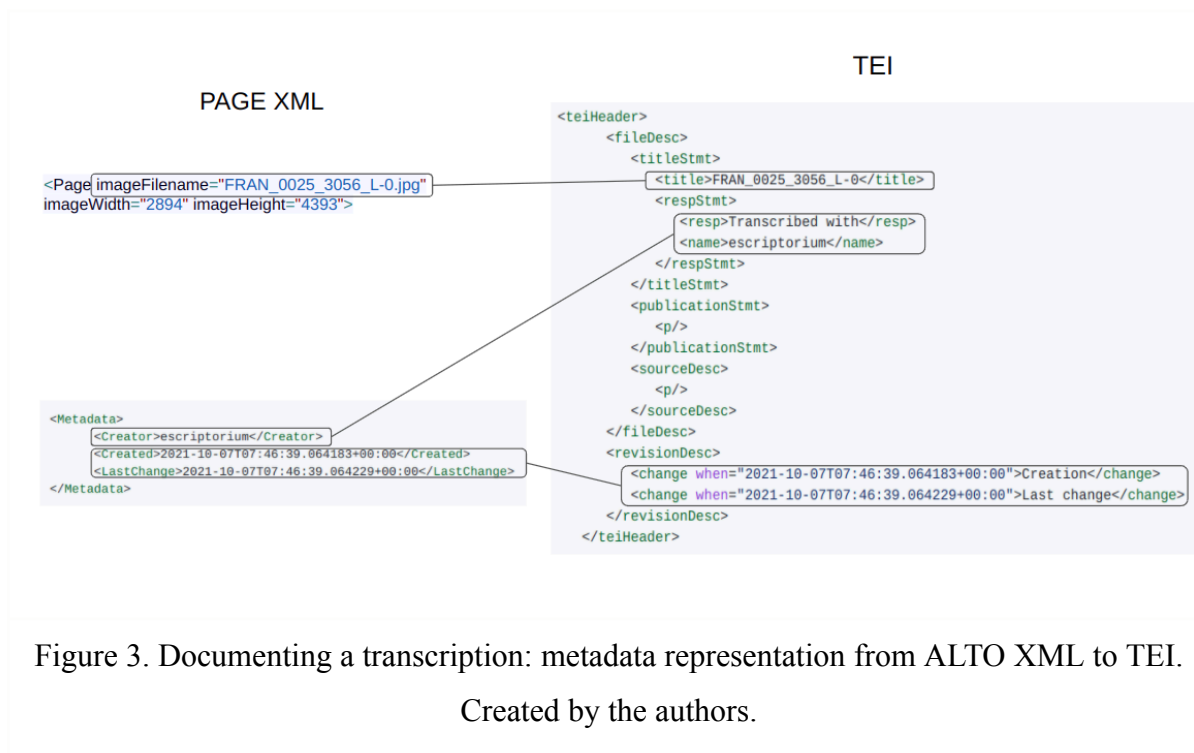 PAGE XML
<Page imageFilename="FRAN_0025_3056_L-0.jpg"
imageWidth="2894" imageHeight="4393">
<Metadata>
<Creator>escriptorium</Creator>
<Created>2021-10-07T07:46:39.064183+00:00</Created>
<LastChange>2021-10-07T07:46:39.064229+00:00</LastChange>
</Metadata>
TEI
<teiHeader>
<fileDesc>
<titleStmt>
<title>FRAN_0025_3056_L-0</title>
<respStmt>
<resp>Transcribed with</resp>
<name>escriptorium</name>
</respStmt>
</titleStmt>
<publicationStmt>
<p/>
</publicationStmt>
<sourceDesc>
<p/>
</sourceDesc>
</fileDesc>
<revisionDesc>
<change when="2021-10-07T07:46:39.064183+00:00">Creation</change>
<change when="2021-10-07T07:46:39.064229+00:00">Last change</change>
</revisionDesc>
</teiHeader>
Figure 3. Documenting a transcription: metadata representation from ALTO XML to TEI.
Created by the authors.